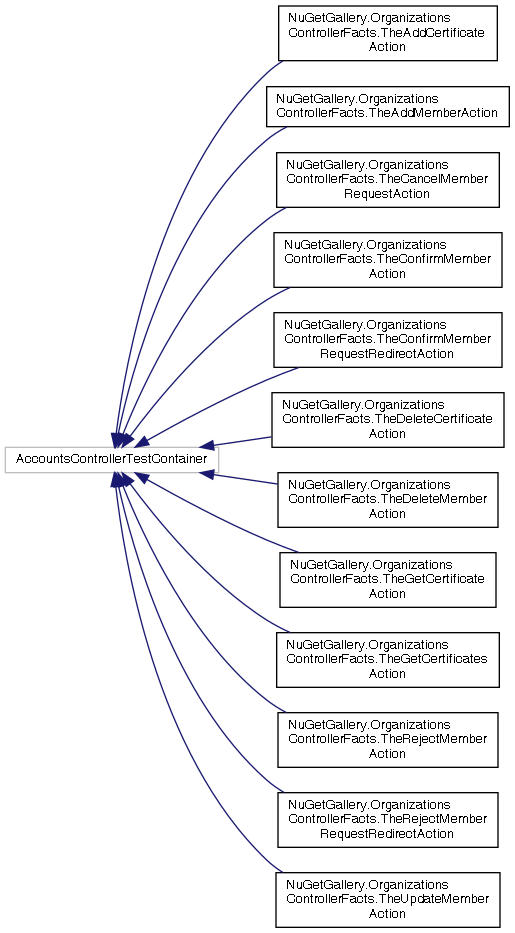 NuGetGallery.Organizations
ControllerFacts.TheAddCertificate
Action
NuGetGallery.Organizations
ControllerFacts.TheAddMemberAction
NuGetGallery.Organizations
ControllerFacts.TheCancelMember
RequestAction
NuGetGallery.Organizations
ControllerFacts.TheConfirmMember
Action
NuGetGallery.Organizations
ControllerFacts.TheConfirmMember
RequestRedirectAction
NuGetGallery.Organizations
ControllerFacts.TheDeleteCertificate
Action
AccountsControllerTestContainer
NuGetGallery.Organizations
ControllerFacts.TheDeleteMember
Action
NuGetGallery.Organizations
ControllerFacts.TheGetCertificate
Action
NuGetGallery.Organizations
ControllerFacts.TheGetCertificates
Action
NuGetGallery.Organizations
ControllerFacts.TheRejectMember
Action
NuGetGallery.Organizations
ControllerFacts.TheRejectMember
RequestRedirectAction
NuGetGallery.Organizations
ControllerFacts.TheUpdateMember
Action